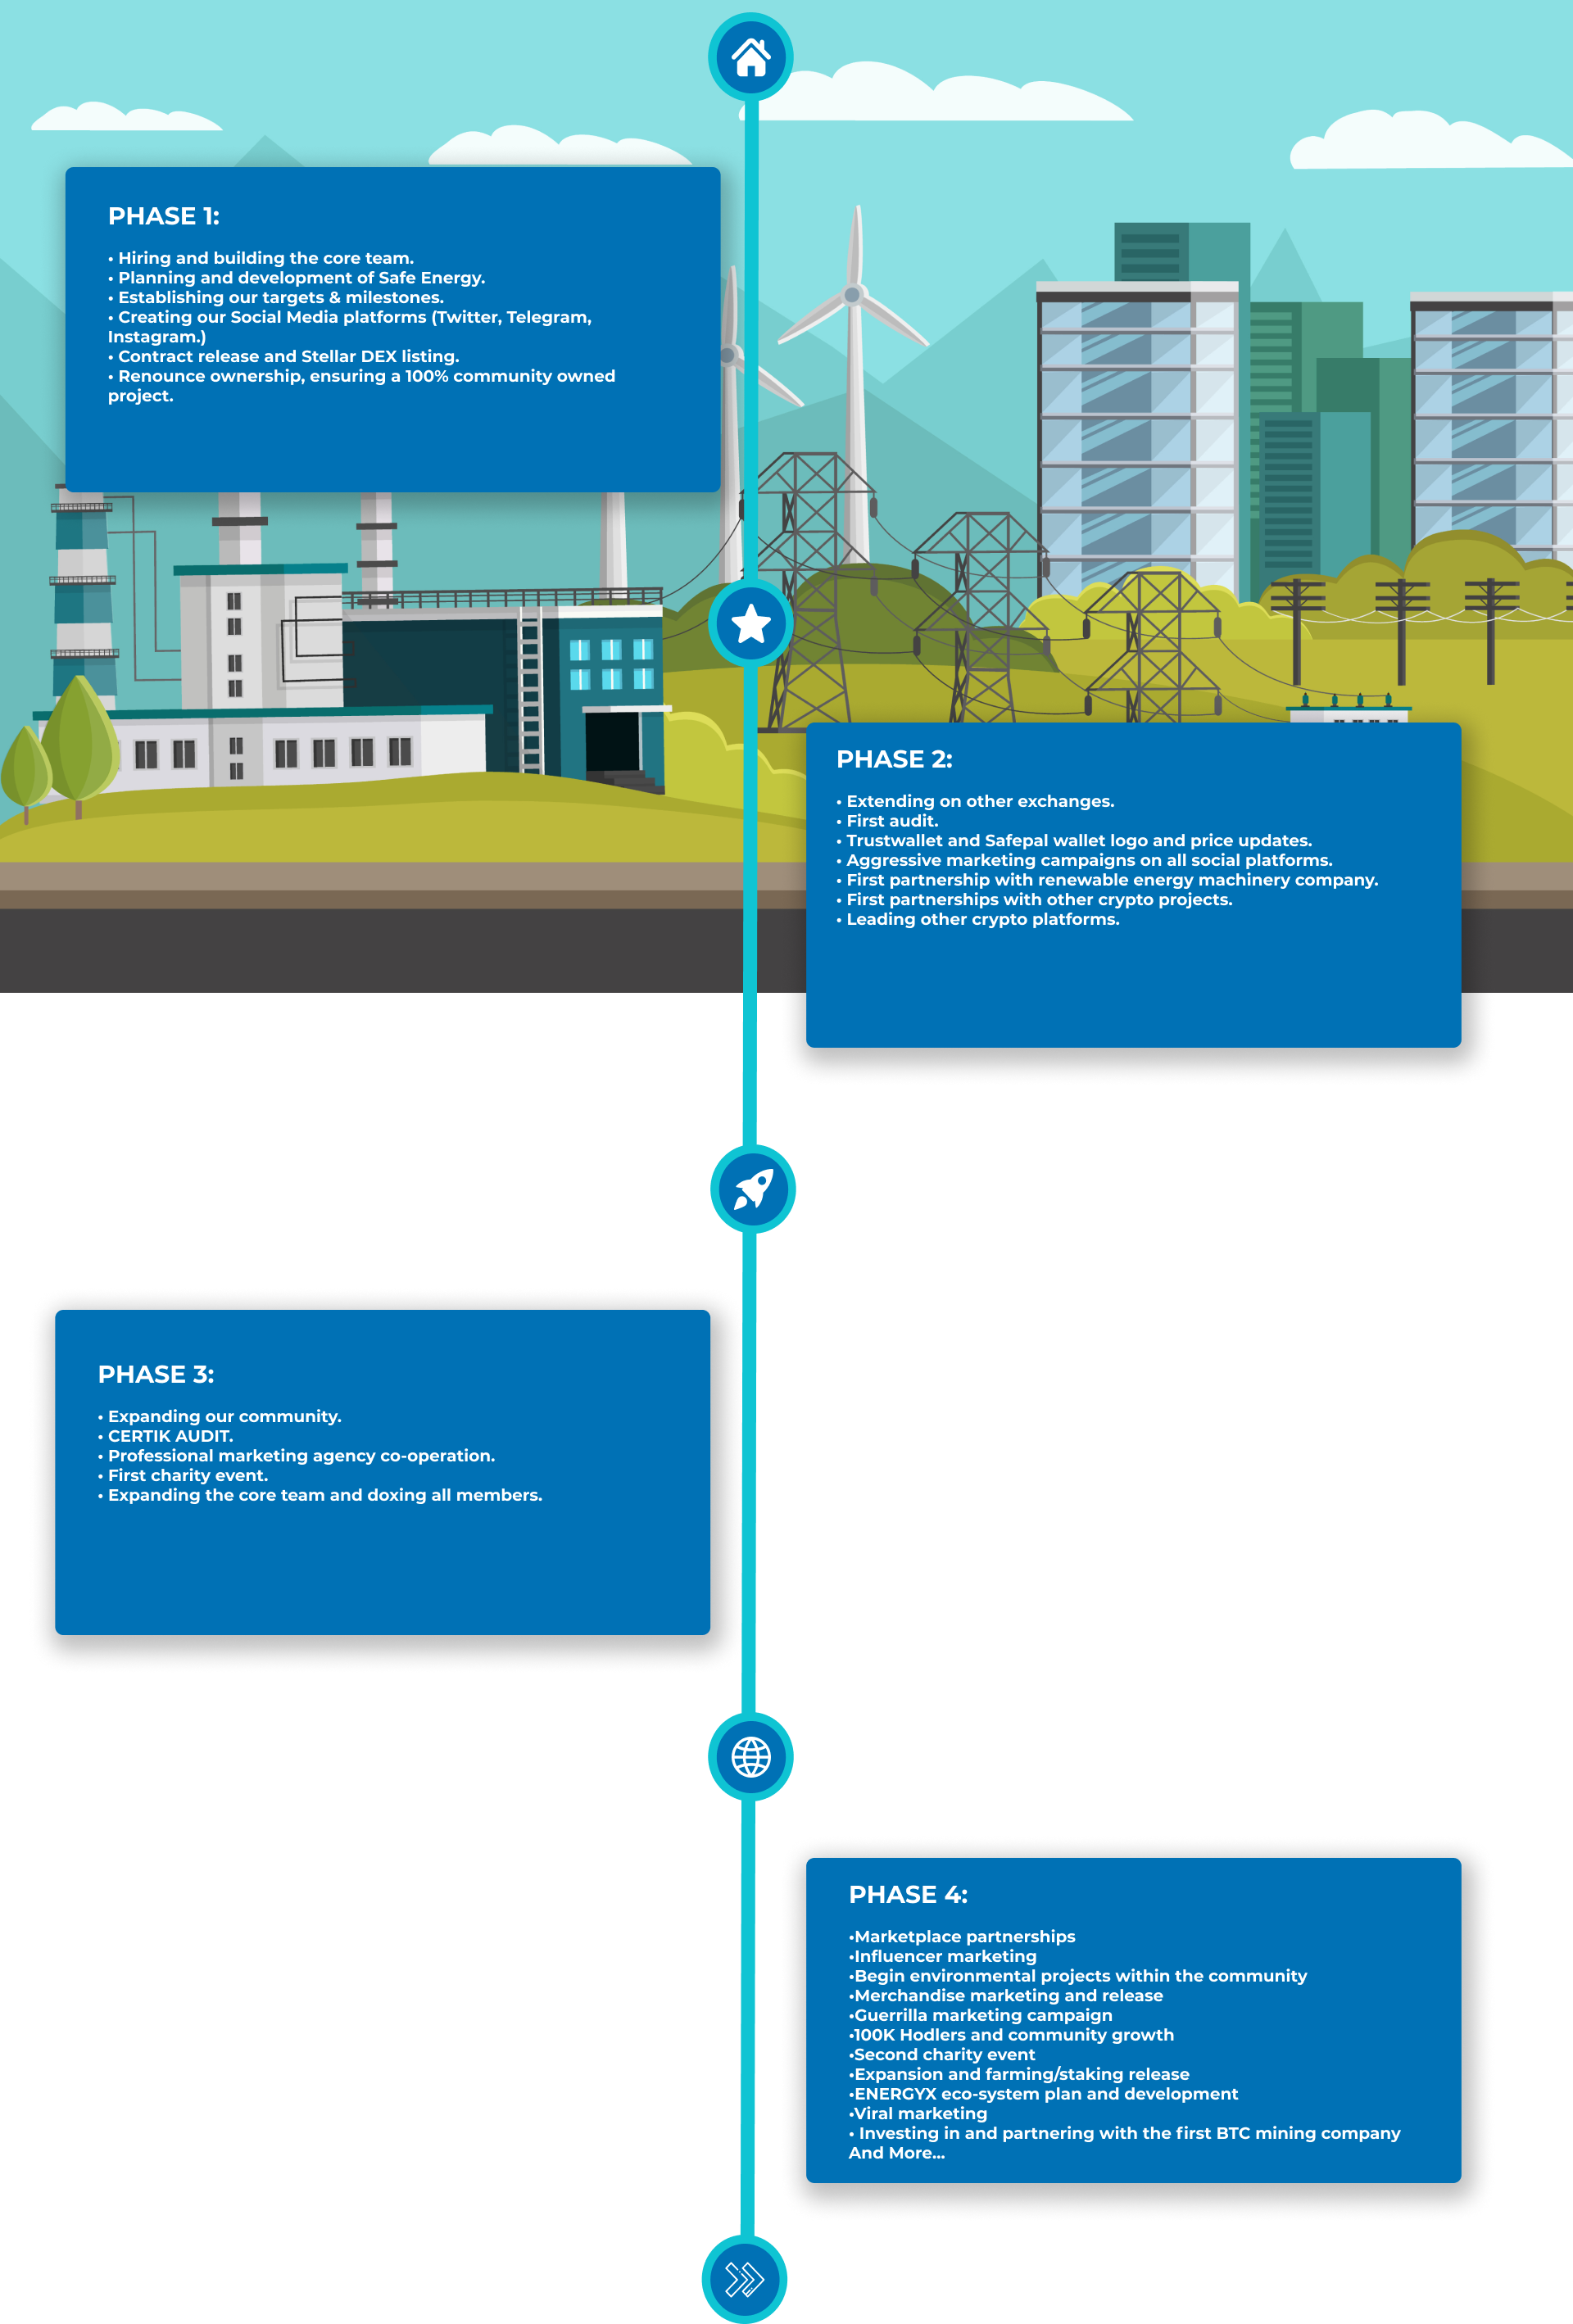 PHASE 1:
• Hiring and building the core team.
• Planning and development of Safe Energy.
• Establishing our targets & milestones.
• Creating our Social Media platforms (Twitter, Telegram,
Instagram.)
• Contract release and Stellar DEX listing.
• Renounce ownership, ensuring a 100% community owned
project.
PHASE 2:
• Extending on other exchanges.
• First audit.
• Trustwallet and Safepal wallet logo and price updates.
• Aggressive marketing campaigns on all social platforms.
• First partnership with renewable energy machinery company.
• First partnerships with other crypto projects.
• Leading other crypto platforms.
PHASE 3:
• Expanding our community.
• CERTIK AUDIT.
• Professional marketing agency co-operation.
• First charity event.
• Expanding the core team and doxing all members.
PHASE 4:
•Marketplace partnerships
•Influencer marketing
•Begin environmental projects within the community
•Merchandise marketing and release
•Guerrilla marketing campaign
•100K Hodlers and community growth
•Second charity event
•Expansion and farming/staking release
•ENERGYX eco-system plan and development
•Viral marketing
• Investing in and partnering with the first BTC mining company
And More...